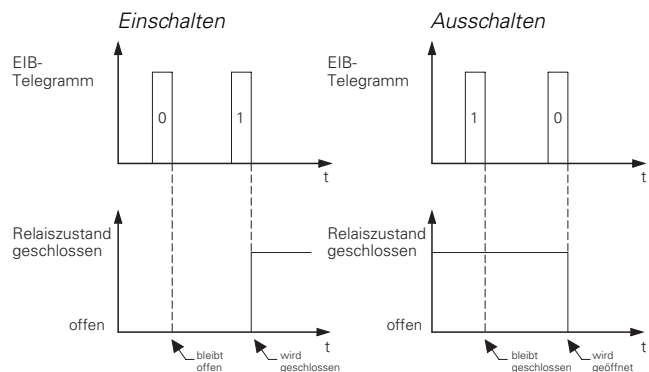 Einschalten
EIB-
Telegramm
0
1
t
Relaiszustand
geschlossen
offen
t
bleibt
offen
wird
geschlossen
Ausschalten
EIB-
Telegramm
1
0
t
Relaiszustand
geschlossen
offen
t
bleibt
geschlossen
wird
geöffnet